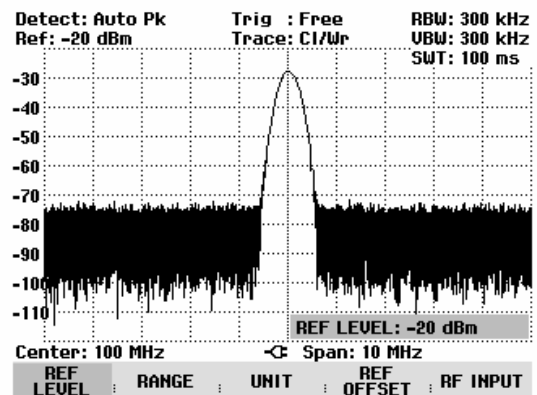 Detect: Auto Pk Trig : Free RBW: 300 kHz
Ref: -20 dBm Trace: Cl/Wr VBW: 300 kHz
SWT: 100 ms
-30
-40
-50
-60
-70
-80
-90
-100
-110
REF LEVEL: -20 dBm
Center: 100 MHz Span: 10 MHz
REF LEVEL : RANGE : UNIT : REF OFFSET : RF INPUT